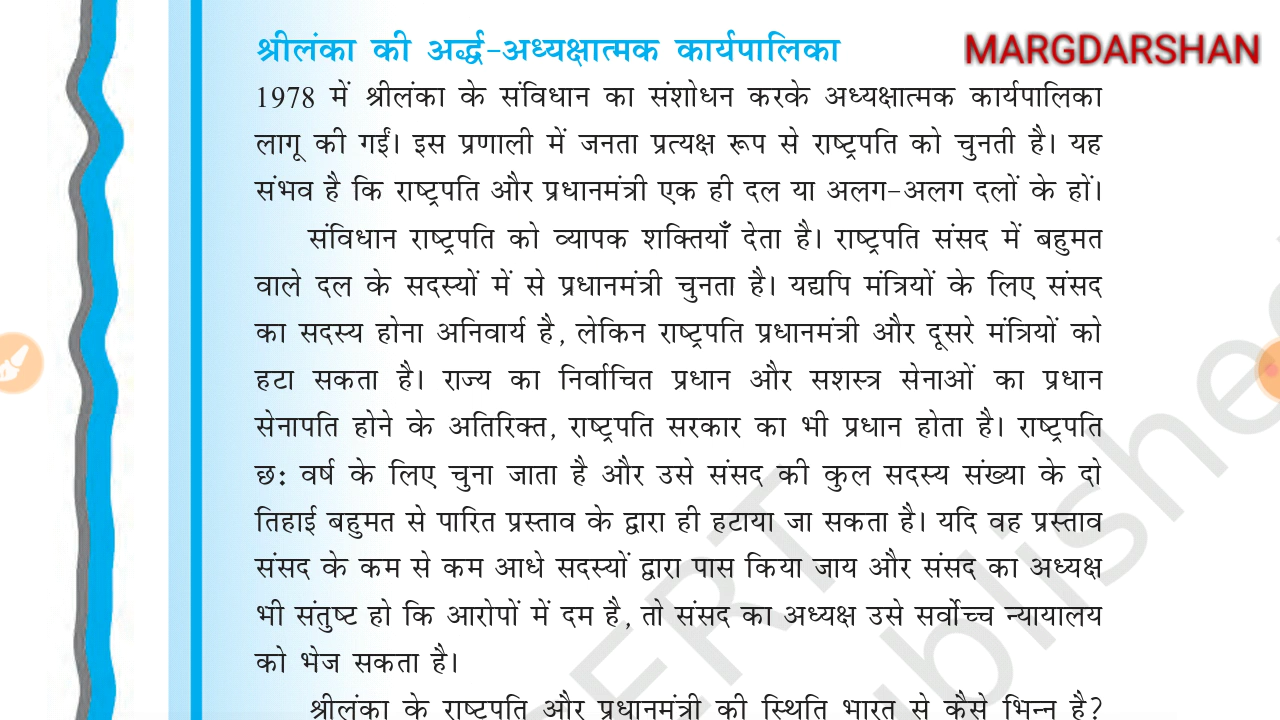 श्रीलंका की अर्द्ध-अध्यक्षात्मक कार्यपालिका
MARGDARSHAN
1978 में श्रीलंका के संविधान का संशोधन करके अध्यक्षात्मक कार्यपालिका
लागू की गईं। इस प्रणाली में जनता प्रत्यक्ष रूप से राष्ट्रपति को चुनती है। यह
संभव है कि राष्ट्रपति और प्रधानमंत्री एक ही दल या अलग-अलग दलों के हों।
संविधान राष्ट्रपति को व्यापक शक्तियाँ देता है। राष्ट्रपति संसद में बहुमत
वाले दल के सदस्यों में से प्रधानमंत्री चुनता है। यद्यपि मंत्रियों के लिए संसद
का सदस्य होना अनिवार्य है, लेकिन राष्ट्रपति प्रधानमंत्री और दूसरे मंत्रियों को
हटा सकता है। राज्य का निर्वाचित प्रधान और सशस्त्र सेनाओं का प्रधान
सेनापति होने के अतिरिक्त, राष्ट्रपति सरकार का भी प्रधान होता है। राष्ट्रपति
छ: वर्ष के लिए चुना जाता है और उसे संसद की कुल सदस्य संख्या के दो
तिहाई बहुमत से पारित प्रस्ताव के द्वारा ही हटाया जा सकता है। यदि वह प्रस्ताव
संसद के कम से कम आधे सदस्यों द्वारा पास किया जाय और संसद का अध्यक्ष
भी संतुष्ट हो कि आरोपों में दम है, तो संसद का अध्यक्ष उसे सर्वोच्च न्यायालय
को भेज सकता है।
श्रीलंका के राष्ट्रपति और प्रधानमंत्री की स्थिति भारत से कैसे भिन्न है?